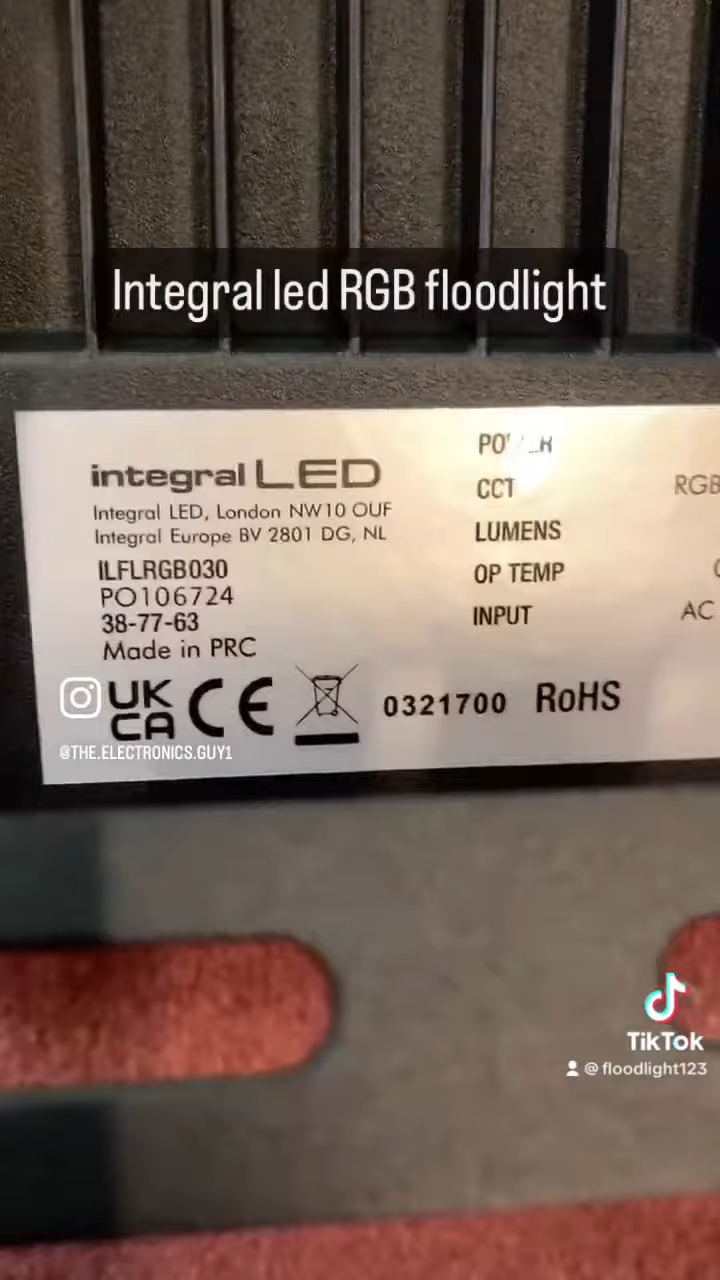 Integral led RGB floodlight
integral LED
Integral LED, London NW10 OUF
Integral Europe BV 2801 DG, NL
ILFLRGB030
PO106724
38-77-63
Made in PRC
CCT RGB
LUMENS
OP TEMP
INPUT AC
UK
CA CE 0321700 RoHS
@THE.ELECTRONICS.GUY1
TikTok
@floodlight123